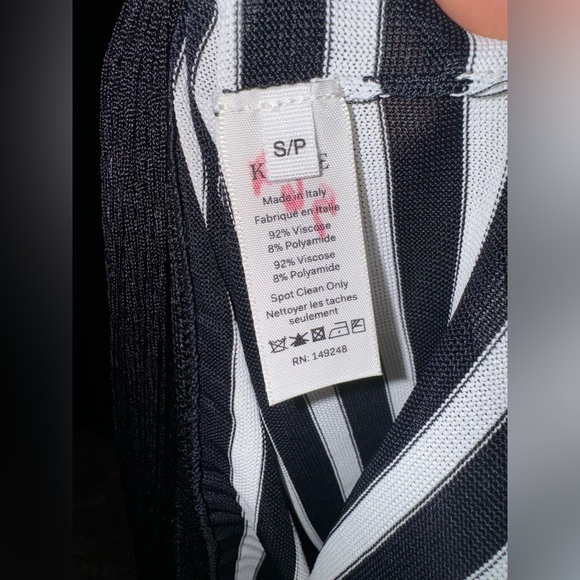 S/P
K E
Made in Italy
Fabriqué en Italie
92% Viscose
8% Polyamide
92% Viscose
8% Polyamide
Spot Clean Only
Nettoyer les taches
seulement
RN: 149248